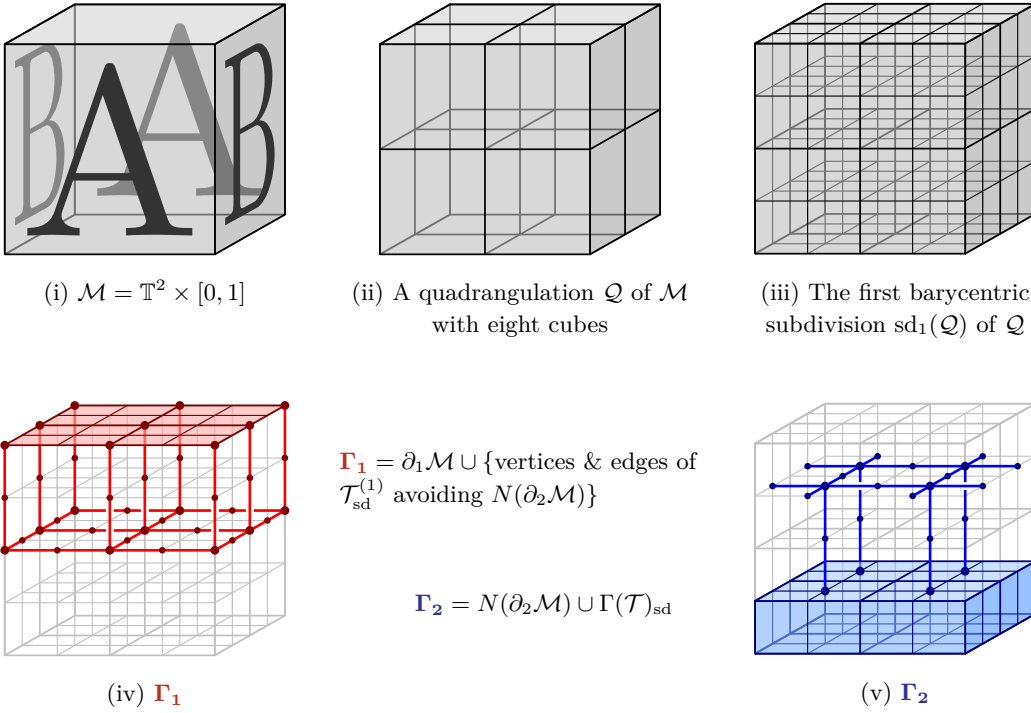 B A A B
(i) ℳ = 𝕋² × [0, 1]
(ii) A quadrangulation 𝒬 of ℳ
with eight cubes
(iii) The first barycentric
subdivision sd₁(𝒬) of 𝒬
Γ₁ = ∂₁ℳ ∪ {vertices & edges of
𝒯_sd^(1) avoiding N(∂₂ℳ)}
Γ₂ = N(∂₂ℳ) ∪ Γ(𝒯)_sd
(iv) Γ₁
(v) Γ₂